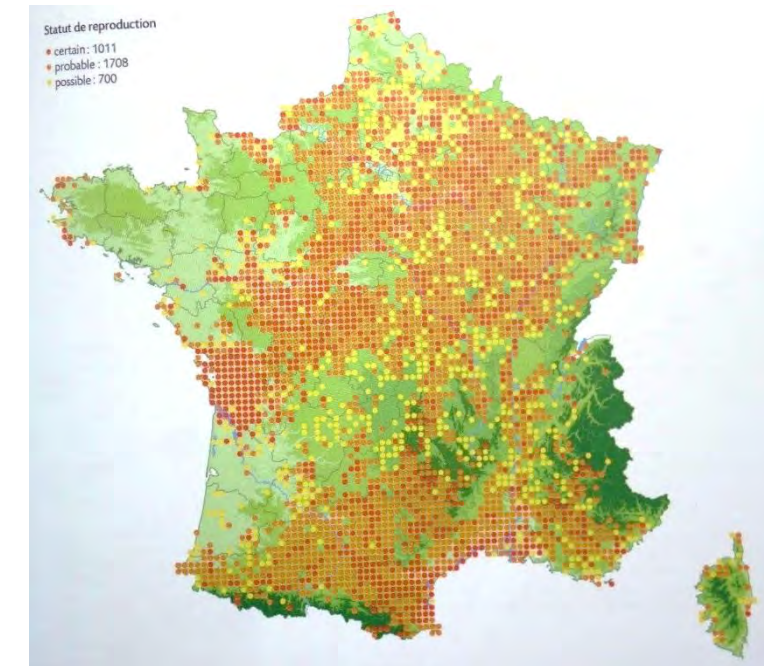 Statut de reproduction
certain : 1011
probable : 1708
possible : 700